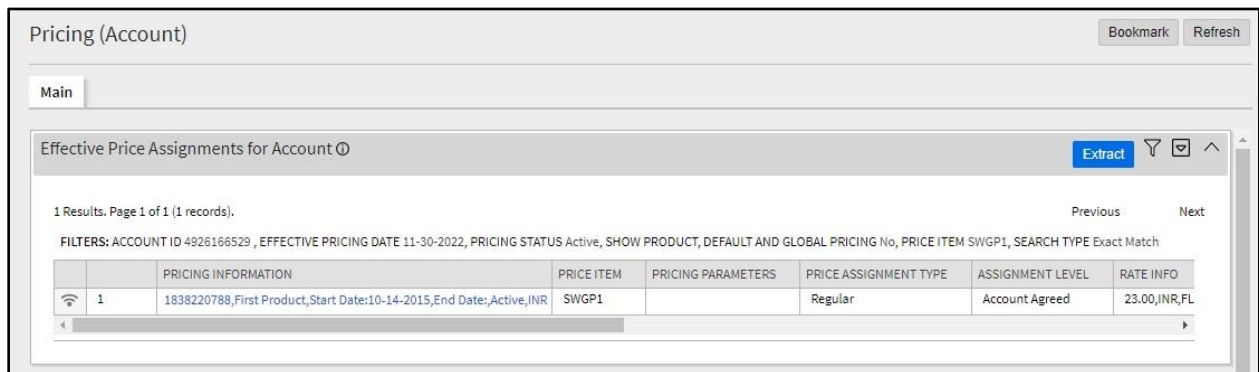 Pricing (Account)
Bookmark Refresh
Main
Effective Price Assignments for Account
Extract
1 Results. Page 1 of 1 (1 records).
Previous Next
FILTERS: ACCOUNT ID 4926166529 , EFFECTIVE PRICING DATE 11-30-2022, PRICING STATUS Active, SHOW PRODUCT, DEFAULT AND GLOBAL PRICING No, PRICE ITEM SWGP1, SEARCH TYPE Exact Match
PRICING INFORMATION PRICE ITEM PRICING PARAMETERS PRICE ASSIGNMENT TYPE ASSIGNMENT LEVEL RATE INFO
1 1838220788,First Product,Start Date:10-14-2015,End Date:,Active,INR SWGP1 Regular Account Agreed 23.00,INR,FL